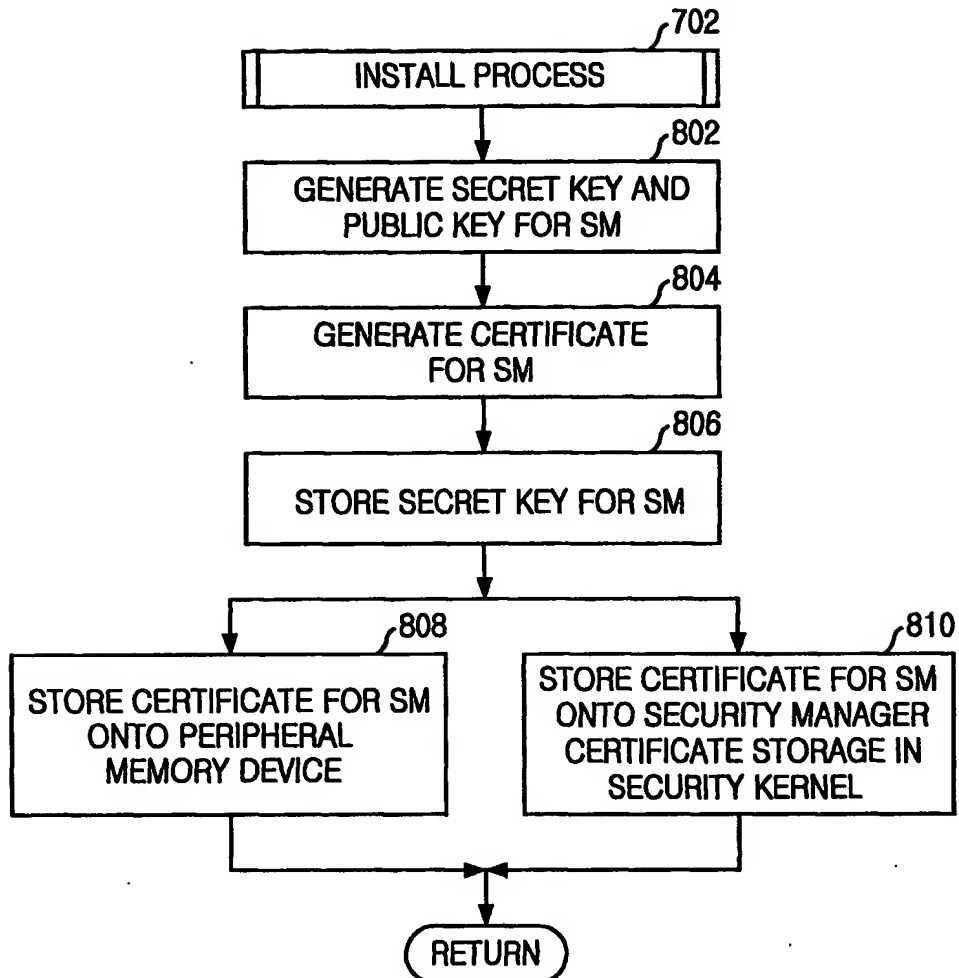 702
INSTALL PROCESS
802
GENERATE SECRET KEY AND
PUBLIC KEY FOR SM
804
GENERATE CERTIFICATE
FOR SM
806
STORE SECRET KEY FOR SM
808
STORE CERTIFICATE FOR SM
ONTO PERIPHERAL
MEMORY DEVICE
810
STORE CERTIFICATE FOR SM
ONTO SECURITY MANAGER
CERTIFICATE STORAGE IN
SECURITY KERNEL
RETURN